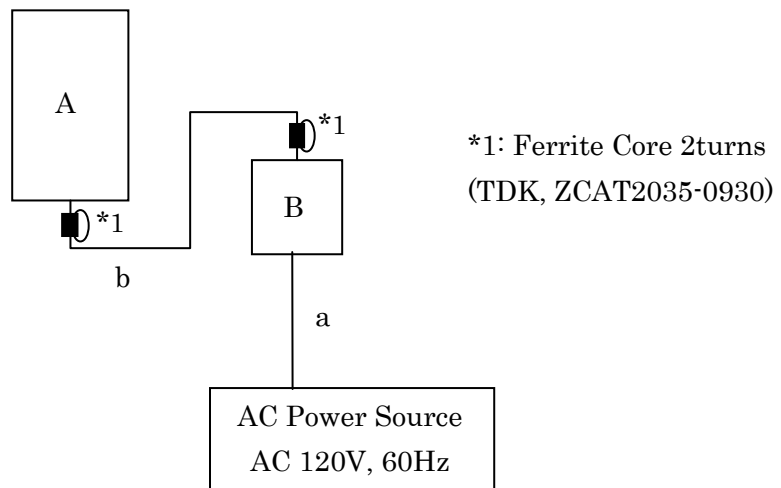 A
*1
*1: Ferrite Core 2turns
(TDK, ZCAT2035-0930)
B
*1
b
a
AC Power Source
AC 120V, 60Hz